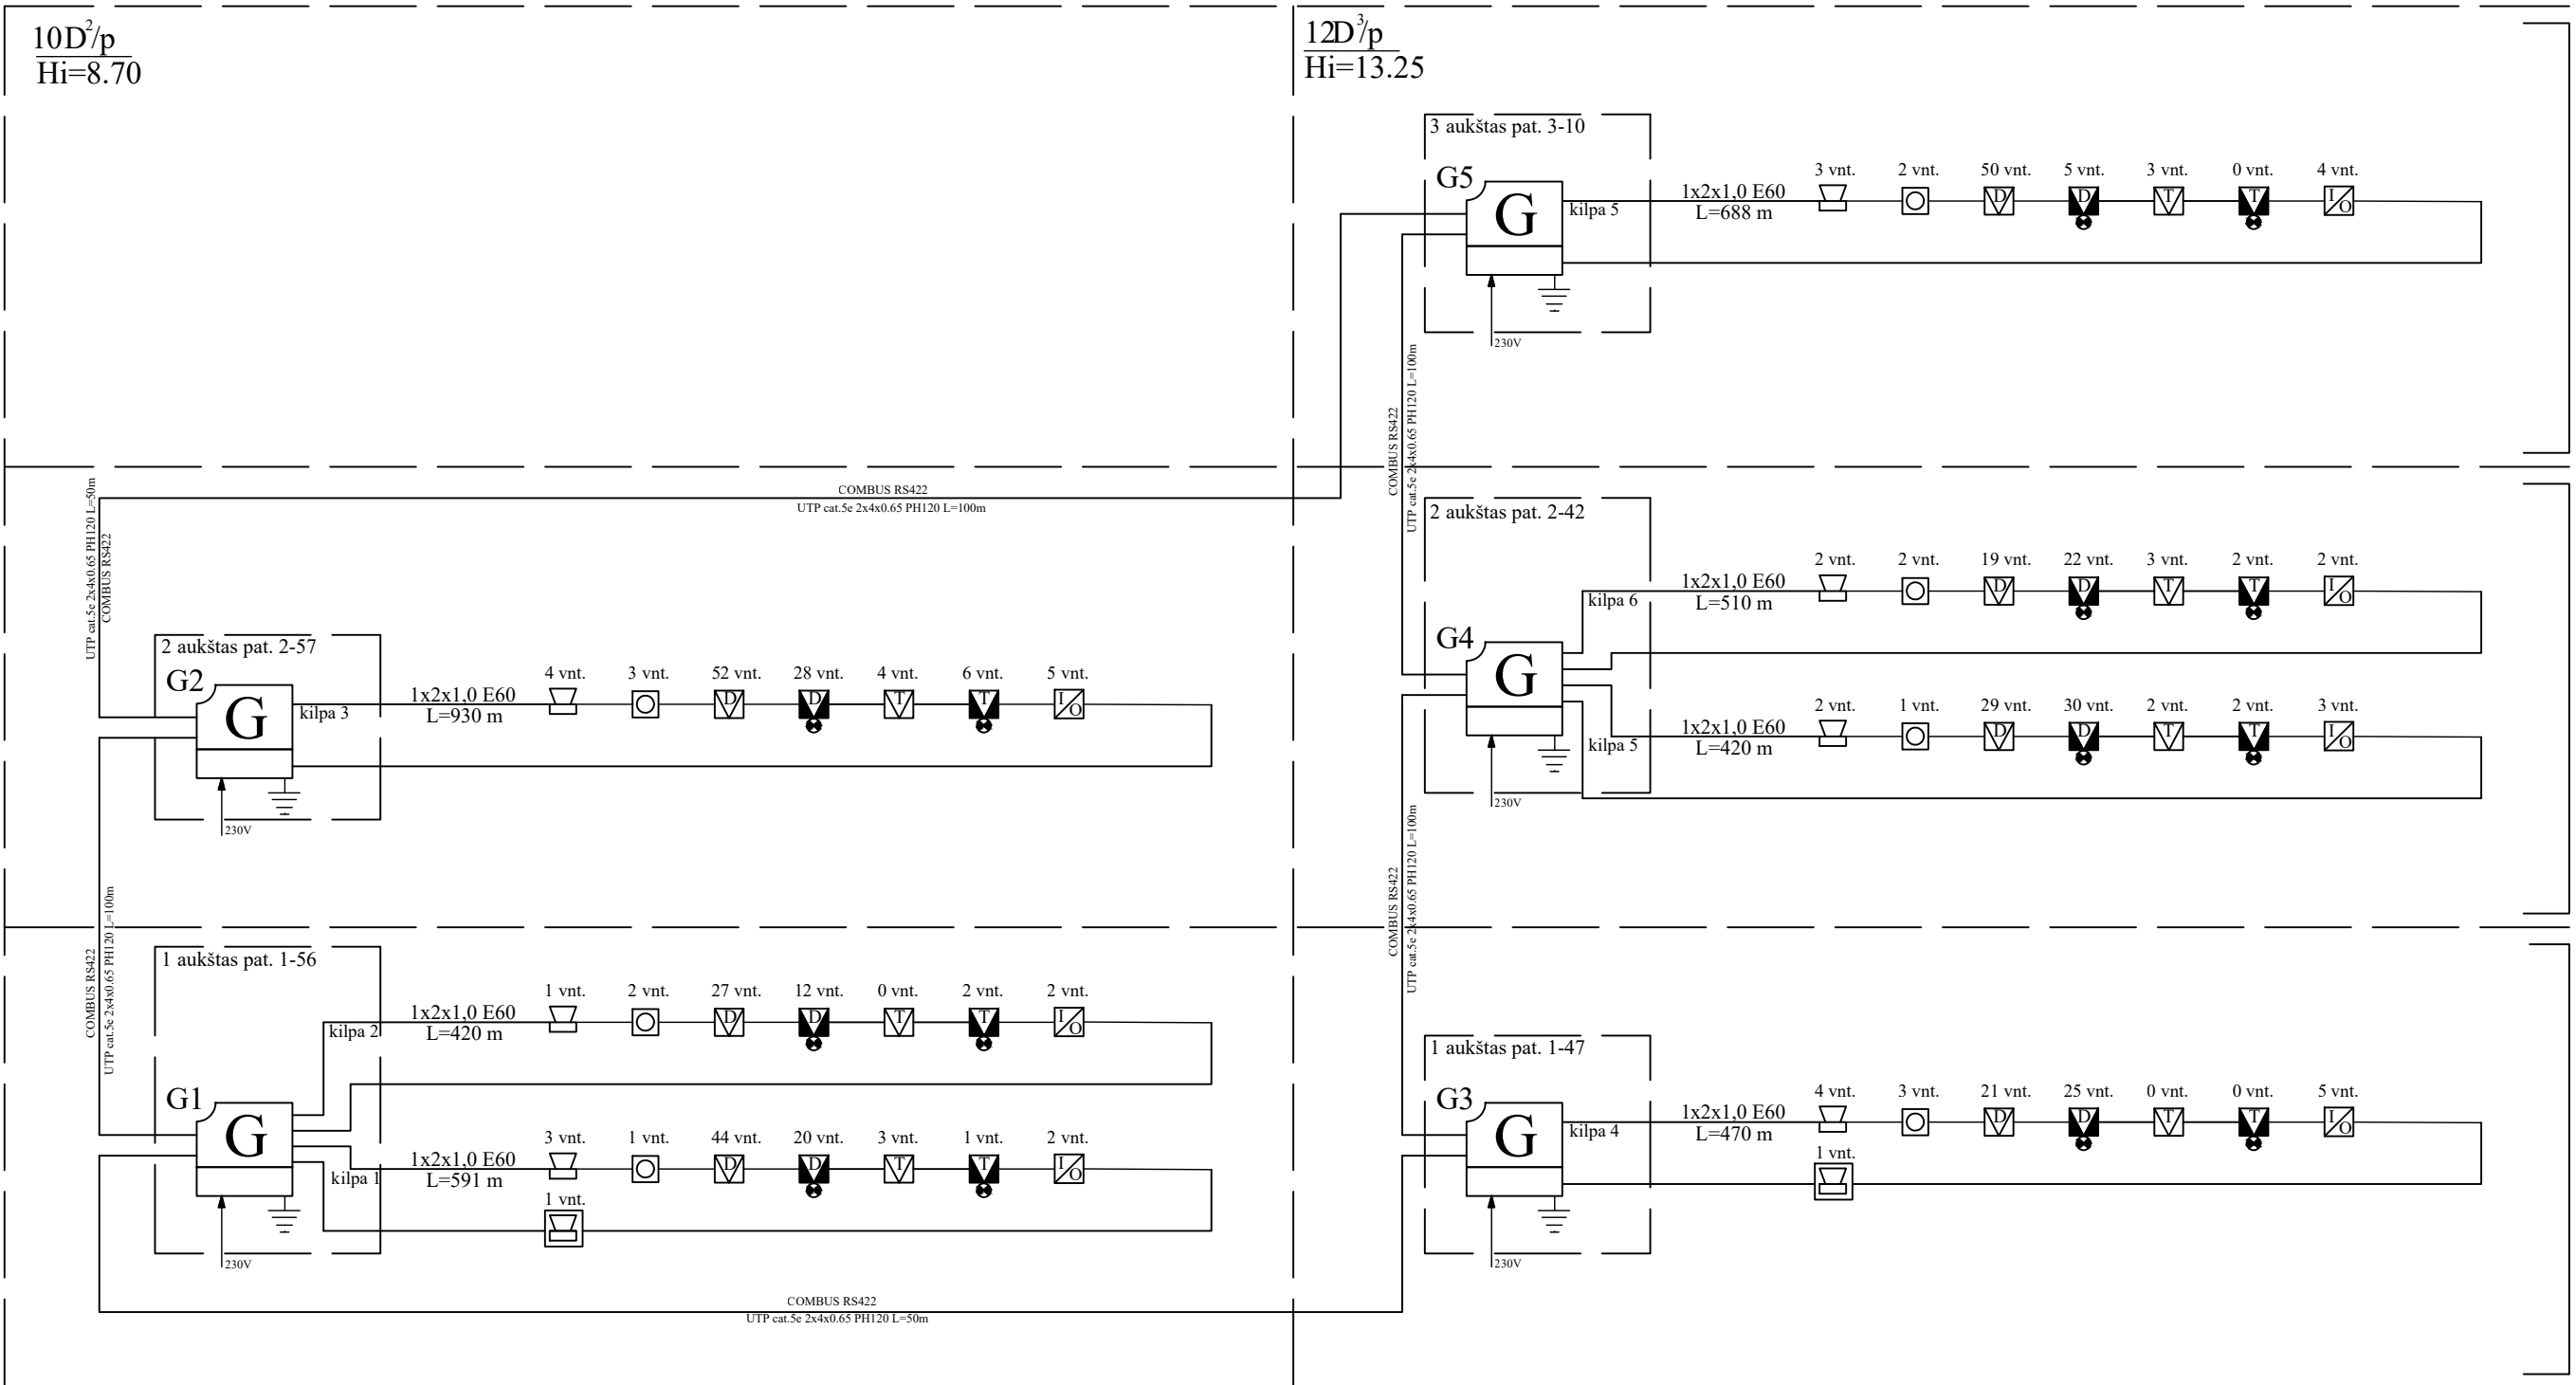 10D²/p
Hi=8.70
12D³/p
Hi=13.25
3 aukštas pat. 3-10
G5
G
kilpa 5
1x2x1,0 E60
L=688 m
3 vnt. 2 vnt. 50 vnt. 5 vnt. 3 vnt. 0 vnt. 4 vnt.
D D T T I/O
230V
COMBUS RS422
UTP cat.5e 2x4x0.65 PH120 L=100m
COMBUS RS422
UTP cat.5e 2x4x0.65 PH120 L=100m
UTP cat.5e 2x4x0.65 PH120 L=50m
COMBUS RS422
2 aukštas pat. 2-57
G2
G
kilpa 3
1x2x1,0 E60
L=930 m
4 vnt. 3 vnt. 52 vnt. 28 vnt. 4 vnt. 6 vnt. 5 vnt.
D D T T I/O
230V
2 aukštas pat. 2-42
G4
G
kilpa 6
1x2x1,0 E60
L=510 m
2 vnt. 2 vnt. 19 vnt. 22 vnt. 3 vnt. 2 vnt. 2 vnt.
D D T T I/O
kilpa 5
1x2x1,0 E60
L=420 m
2 vnt. 1 vnt. 29 vnt. 30 vnt. 2 vnt. 2 vnt. 3 vnt.
D D T T I/O
230V
COMBUS RS422
UTP cat.5e 2x4x0.65 PH120 L=100m
COMBUS RS422
UTP cat.5e 2x4x0.65 PH120 L=100m
1 aukštas pat. 1-56
G1
G
kilpa 2
1x2x1,0 E60
L=420 m
1 vnt. 2 vnt. 27 vnt. 12 vnt. 0 vnt. 2 vnt. 2 vnt.
D D T T I/O
kilpa 1
1x2x1,0 E60
L=591 m
3 vnt. 1 vnt. 44 vnt. 20 vnt. 3 vnt. 1 vnt. 2 vnt.
D D T T I/O
1 vnt.
230V
1 aukštas pat. 1-47
G3
G
kilpa 4
1x2x1,0 E60
L=470 m
4 vnt. 3 vnt. 21 vnt. 25 vnt. 0 vnt. 0 vnt. 5 vnt.
D D T T I/O
1 vnt.
230V
COMBUS RS422
UTP cat.5e 2x4x0.65 PH120 L=50m